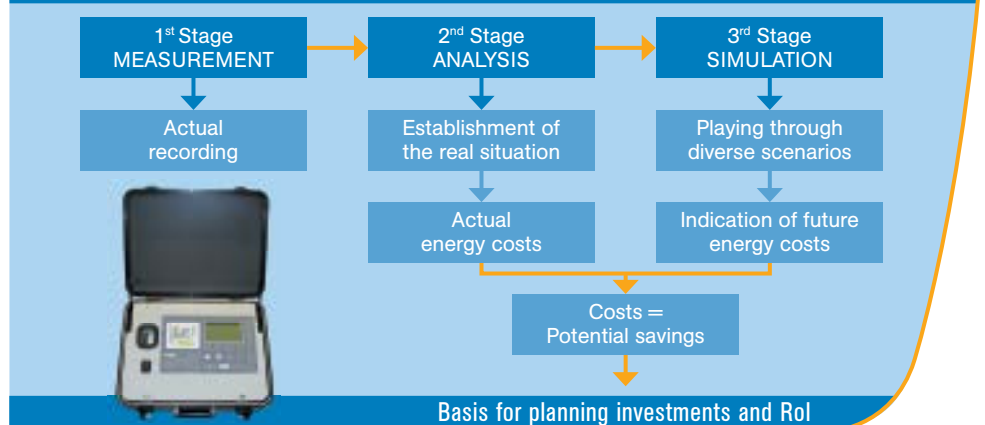 1st Stage
MEASUREMENT
2nd Stage
ANALYSIS
3rd Stage
SIMULATION
Actual
recording
Establishment of
the real situation
Playing through
diverse scenarios
Actual
energy costs
Indication of future
energy costs
Costs =
Potential savings
Basis for planning investments and RoI